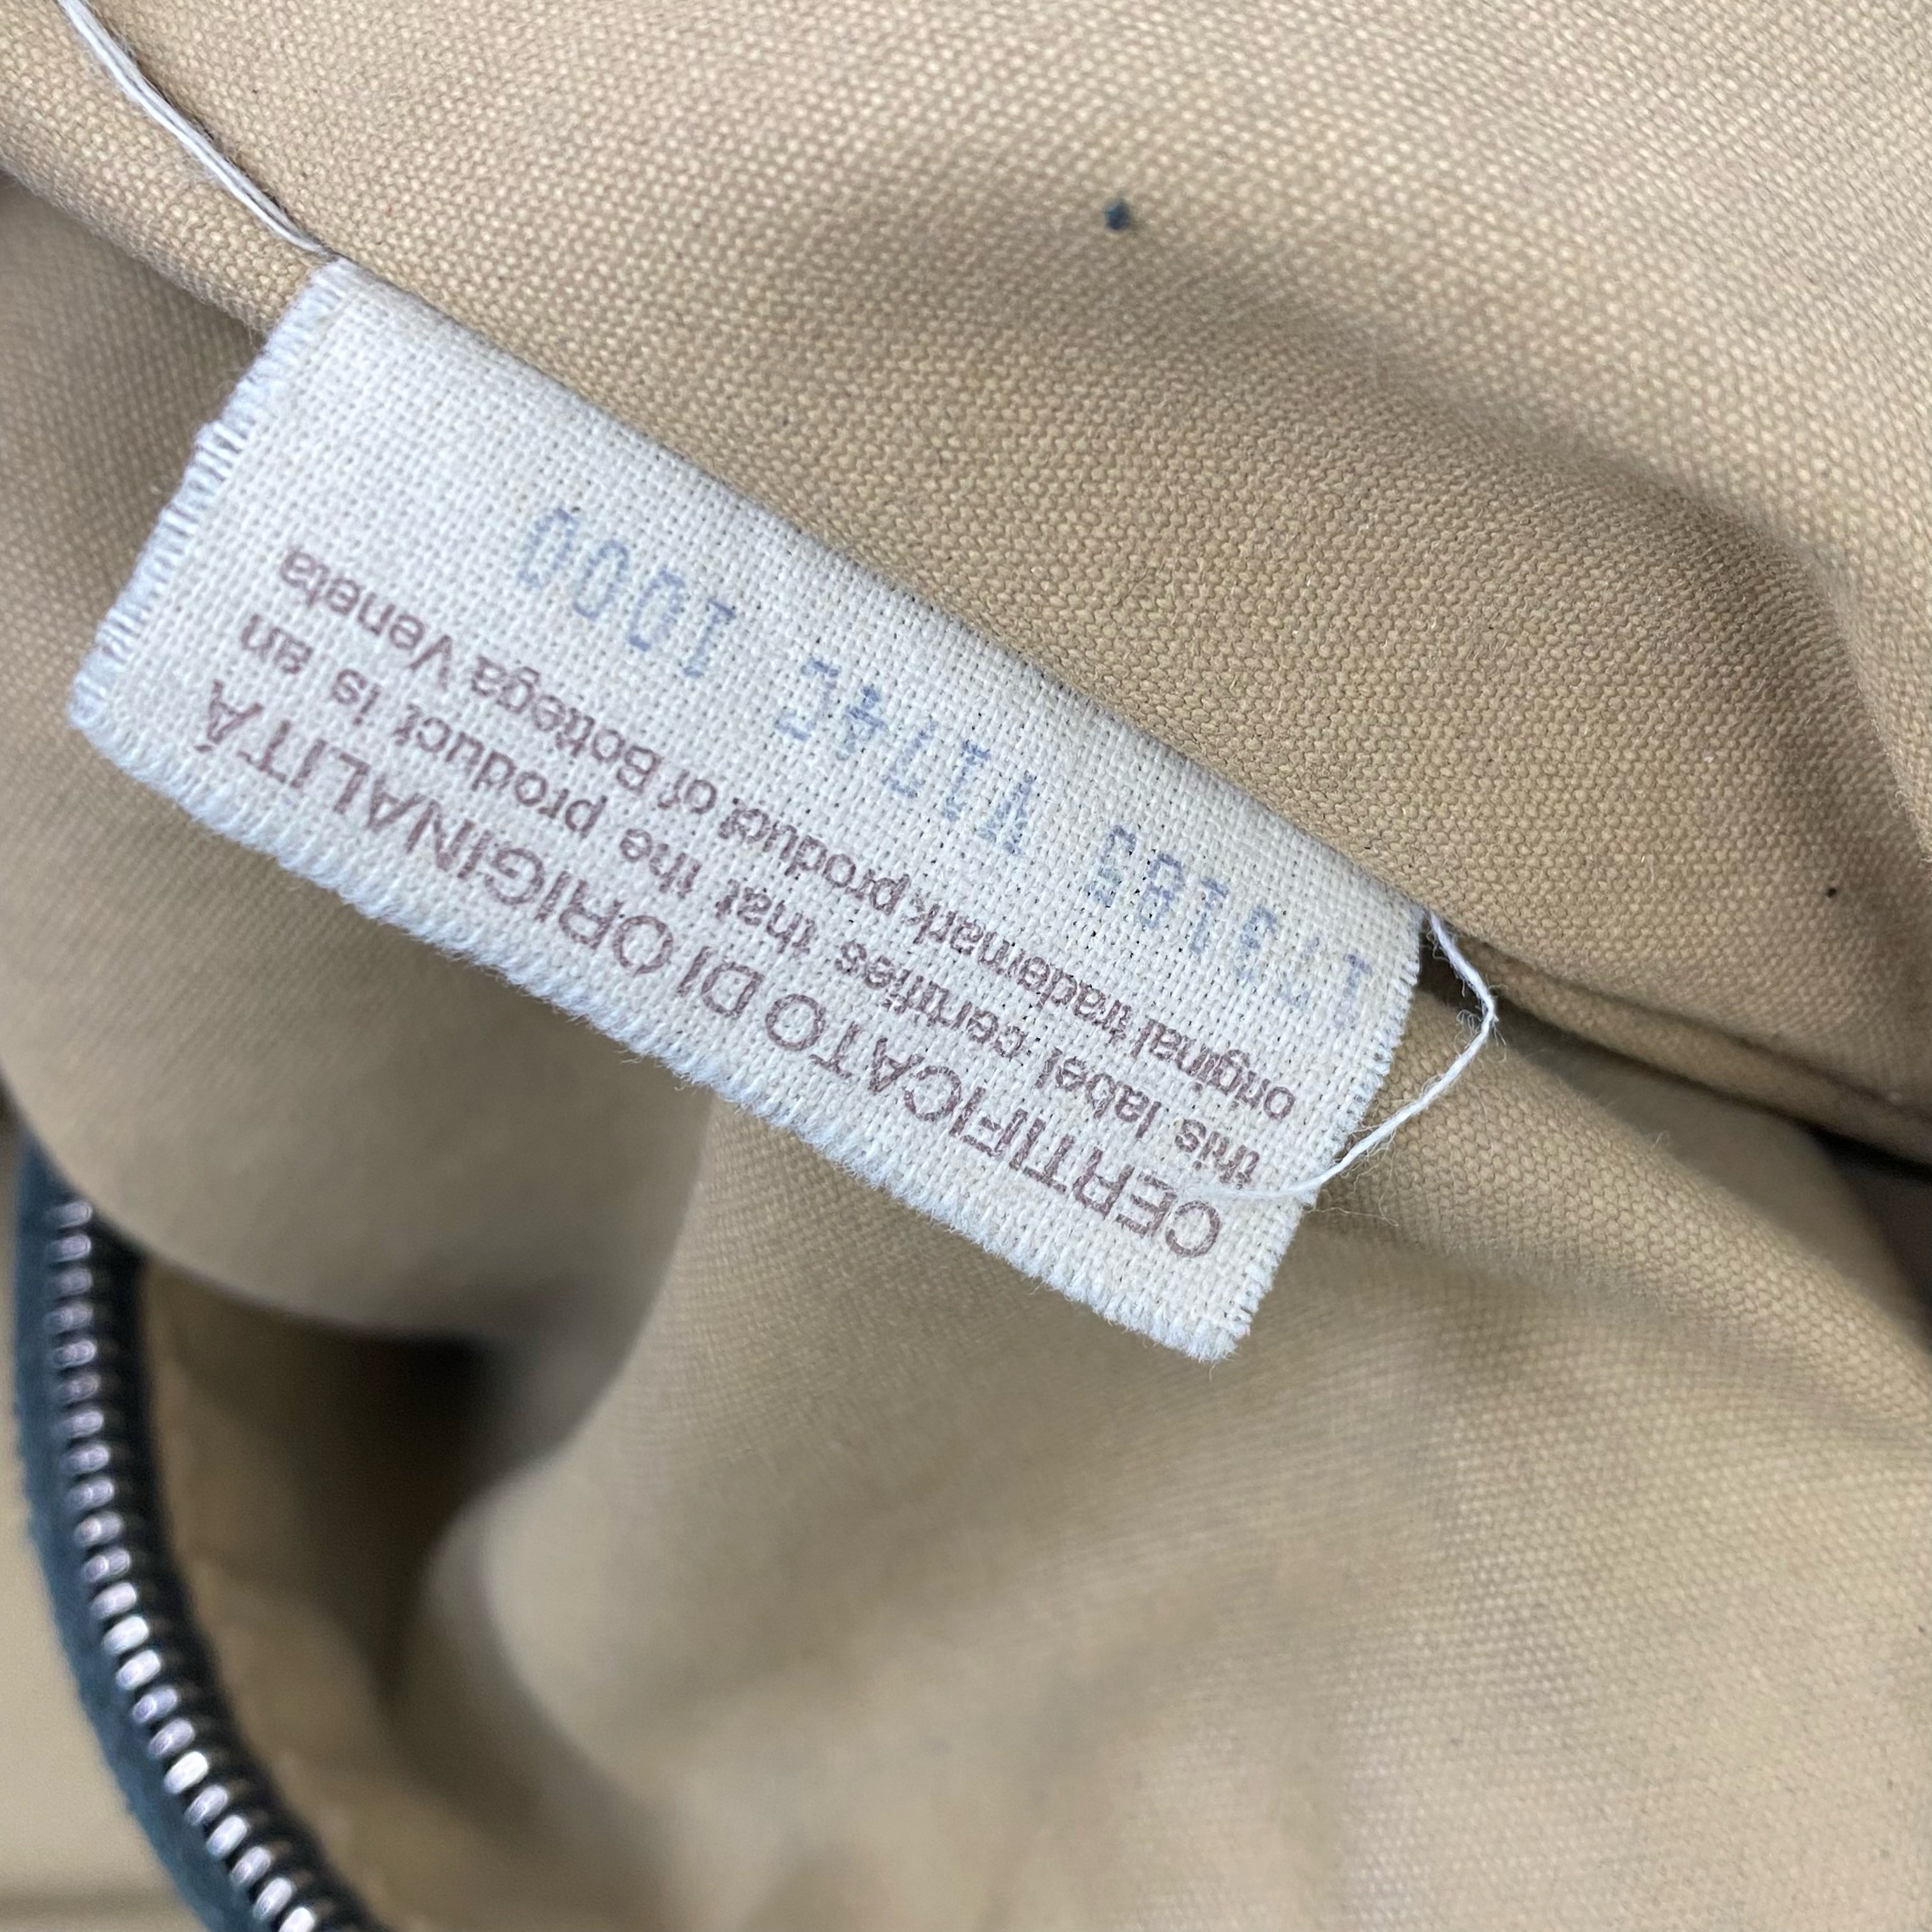 CERTIFICATO DI ORIGINALITÀ
this label certifies that the product is an
original trademark product of Bottega Veneta
173185 1000